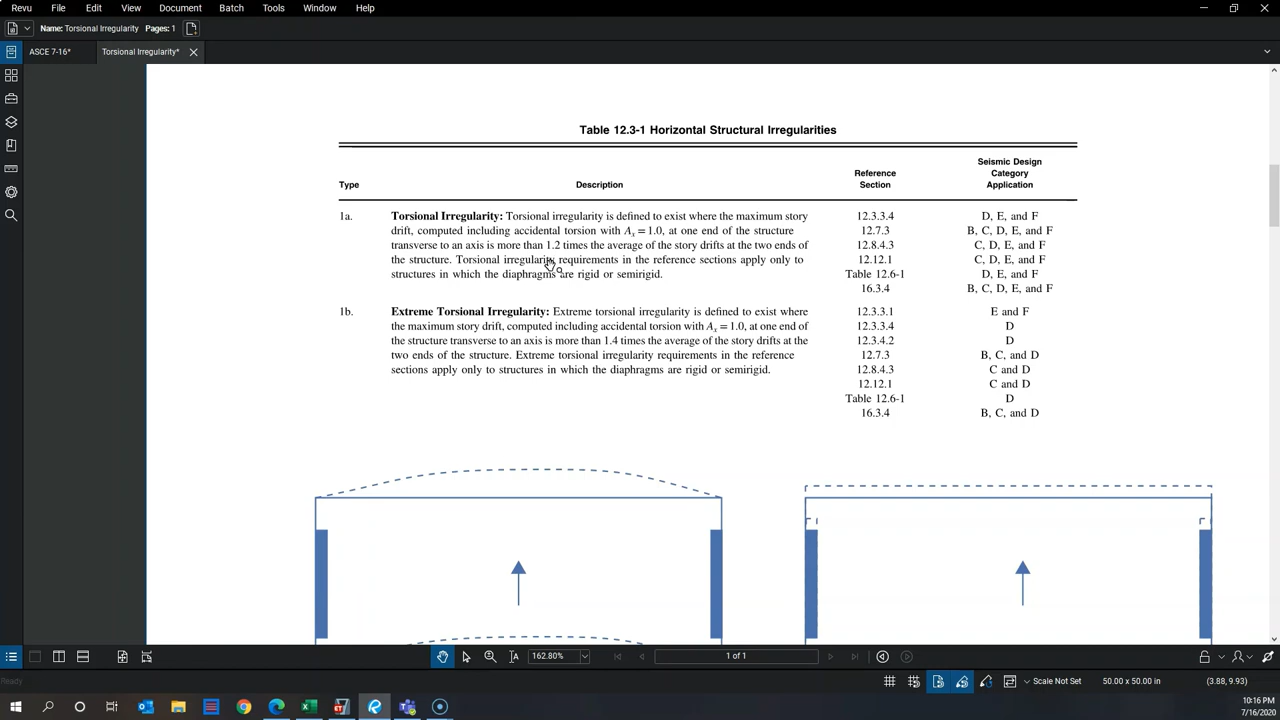 Revu File Edit View Document Batch Tools Window Help
Name: Torsional Irregularity Pages: 1
ASCE 7-16* Torsional Irregularity*
Table 12.3-1 Horizontal Structural Irregularities
Type Description Reference Section Seismic Design Category Application
1a. Torsional Irregularity: Torsional irregularity is defined to exist where the maximum story 12.3.3.4 D, E, and F
drift, computed including accidental torsion with Ax = 1.0, at one end of the structure 12.7.3 B, C, D, E, and F
transverse to an axis is more than 1.2 times the average of the story drifts at the two ends of 12.8.4.3 C, D, E, and F
the structure. Torsional irregularity requirements in the reference sections apply only to 12.12.1 C, D, E, and F
structures in which the diaphragms are rigid or semirigid. Table 12.6-1 D, E, and F
16.3.4 B, C, D, E, and F
1b. Extreme Torsional Irregularity: Extreme torsional irregularity is defined to exist where 12.3.3.1 E and F
the maximum story drift, computed including accidental torsion with Ax = 1.0, at one end of 12.3.3.4 D
the structure transverse to an axis is more than 1.4 times the average of the story drifts at the 12.3.4.2 D
two ends of the structure. Extreme torsional irregularity requirements in the reference 12.7.3 B, C, and D
sections apply only to structures in which the diaphragms are rigid or semirigid. 12.8.4.3 C and D
12.12.1 C and D
Table 12.6-1 D
16.3.4 B, C, and D
162.80% 1 of 1
Ready Scale Not Set 50.00 x 50.00 in (3.88, 9.93)
10:16 PM
7/16/2020